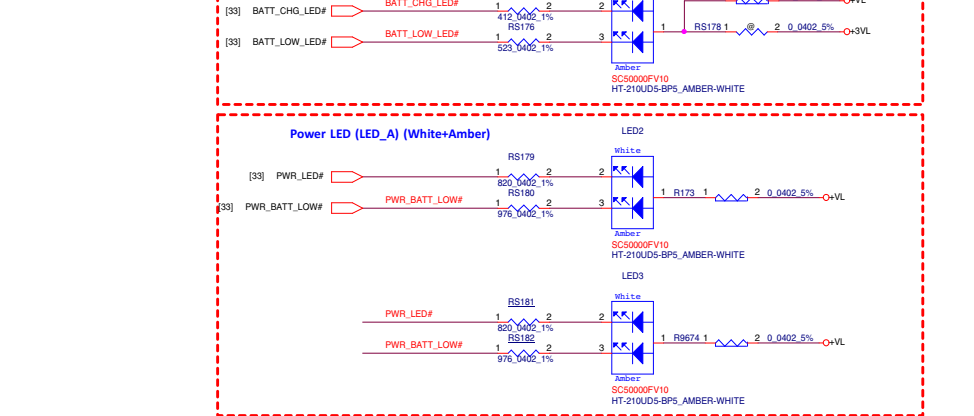 BATT_CHG_LED#
[33] BATT_CHG_LED# 1 2 2 +VL
412_0402_1%
RS176 RS178 1 @ 2 0_0402_5% +3VL
BATT_LOW_LED#
[33] BATT_LOW_LED# 1 2 3 1
523_0402_1%
Amber
SC50000FV10
HT-210UD5-BP5_AMBER-WHITE
Power LED (LED_A) (White+Amber) LED2
White
RS179
[33] PWR_LED# 1 2 2
820_0402_1%
RS180 1 R173 1 2 0_0402_5% +VL
PWR_BATT_LOW#
[33] PWR_BATT_LOW# 1 2 3
976_0402_1%
Amber
SC50000FV10
HT-210UD5-BP5_AMBER-WHITE
LED3
White
RS181
PWR_LED# 1 2 2
820_0402_1%
RS182 1 R9674 1 2 0_0402_5% +VL
PWR_BATT_LOW# 1 2 3
976_0402_1%
Amber
SC50000FV10
HT-210UD5-BP5_AMBER-WHITE